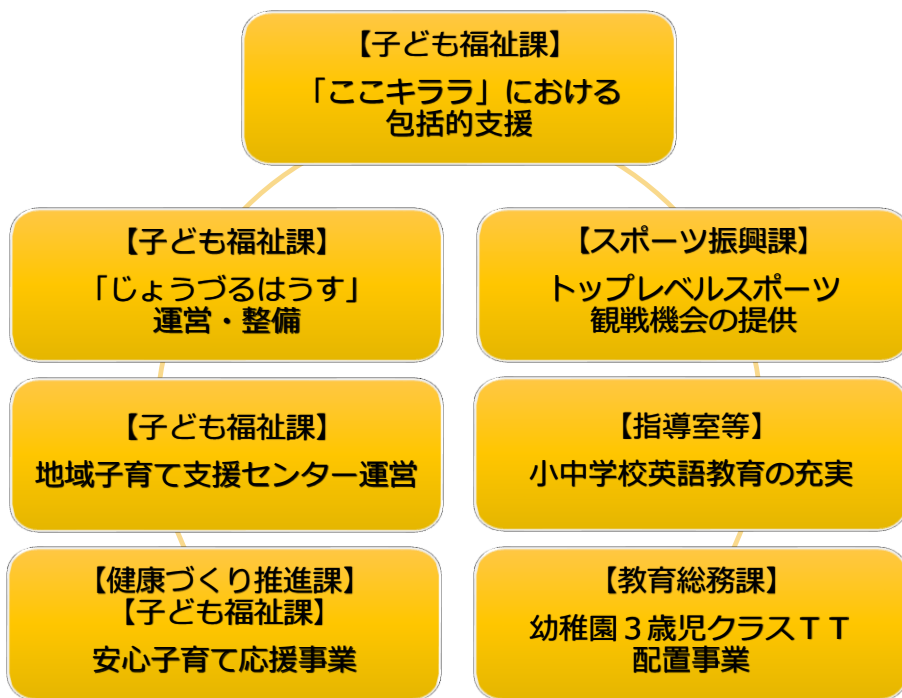 【子ども福祉課】
「ここキララ」における
包括的支援
【子ども福祉課】
「じょうづるはうす」
運営・整備
【スポーツ振興課】
トップレベルスポーツ
観戦機会の提供
【子ども福祉課】
地域子育て支援センター運営
【指導室等】
小中学校英語教育の充実
【健康づくり推進課】
【子ども福祉課】
安心子育て応援事業
【教育総務課】
幼稚園３歳児クラスＴＴ
配置事業